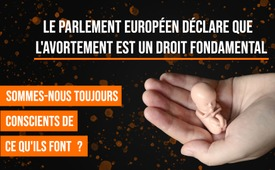 LE PARLEMENT EUROPÉEN DÉCLARE QUE
L'AVORTEMENT EST UN DROIT FONDAMENTAL
SOMMES-NOUS TOUJOURS
CONSCIENTS DE
CE QU'ILS FONT ?